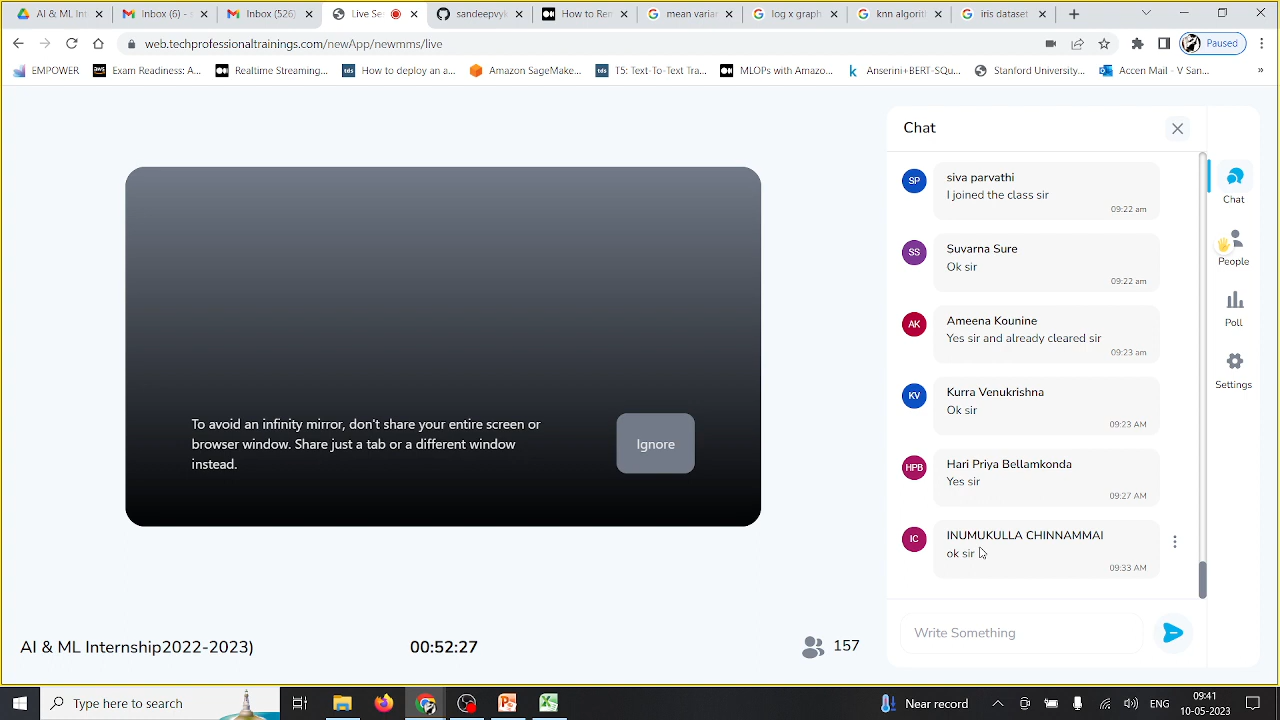 AI & ML Int
Inbox (6) - s
Inbox (526)
Live Se
sandeepvyk
How to Ren
mean varian
log x graph
knn algorith
iris dataset
web.techprofessionaltrainings.com/newApp/newmm/live
Paused
EMPOWER
Exam Readiness: A...
Realtime Streaming...
tds
How to deploy an a...
Amazon SageMake...
tds
T5: Text-To-Text Tra...
MLOPs with Amazo...
k
Anserini+BERT-SQu...
Stanford University...
Accen Mail - V San...
»
Chat
SP
siva parvathi
I joined the class sir
09:22 am
Chat
SS
Suvarna Sure
Ok sir
09:22 am
People
AK
Ameena Kounine
Yes sir and already cleared sir
09:23 am
Poll
KV
Kurra Venukrishna
Ok sir
09:23 AM
Settings
To avoid an infinity mirror, don't share your entire screen or
browser window. Share just a tab or a different window
instead.
Ignore
HPB
Hari Priya Bellamkonda
Yes sir
09:27 AM
IC
INUMUKULLA CHINNAMMAI
ok sir
09:33 AM
AI & ML Internship2022-2023)
00:52:27
157
Write Something
Type here to search
Near record
ENG
09:41
10-05-2023